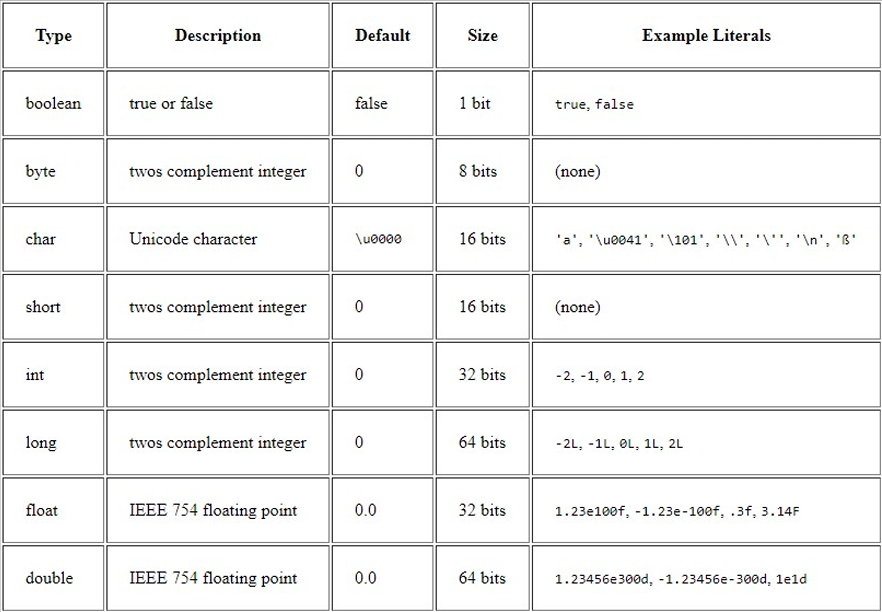 Type Description Default Size Example Literals
boolean true or false false 1 bit true, false
byte twos complement integer 0 8 bits (none)
char Unicode character \u0000 16 bits 'a', '\u0041', '\101', '\\', '\'', '\n', 'ß'
short twos complement integer 0 16 bits (none)
int twos complement integer 0 32 bits -2, -1, 0, 1, 2
long twos complement integer 0 64 bits -2L, -1L, 0L, 1L, 2L
float IEEE 754 floating point 0.0 32 bits 1.23e100f, -1.23e-100f, .3f, 3.14F
double IEEE 754 floating point 0.0 64 bits 1.23456e300d, -1.23456e-300d, 1e1d